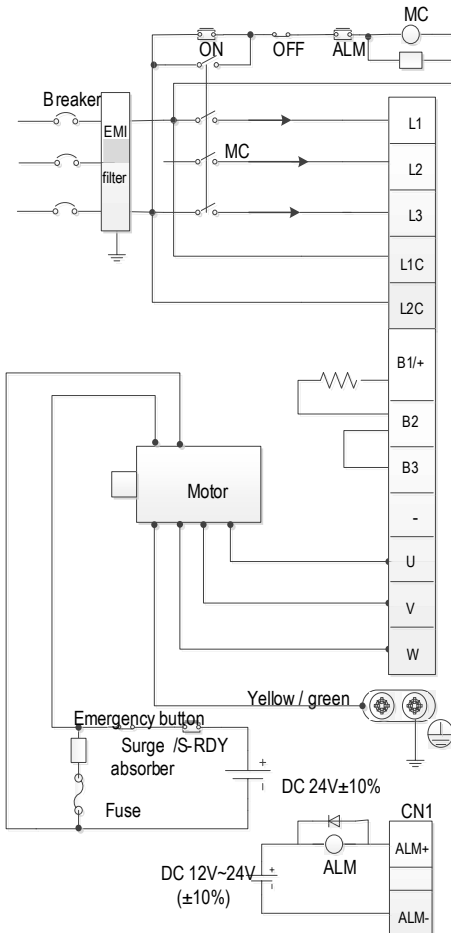 MC
ON
OFF
ALM
Breaker
EMI
filter
MC
L1
L2
L3
L1C
L2C
B1/+
B2
B3
-
U
V
W
Motor
Yellow / green
Emergency button
Surge /S-RDY
absorber
Fuse
+
-
DC 24V±10%
CN1
ALM+
ALM-
ALM
DC 12V~24V
(±10%)
+
-